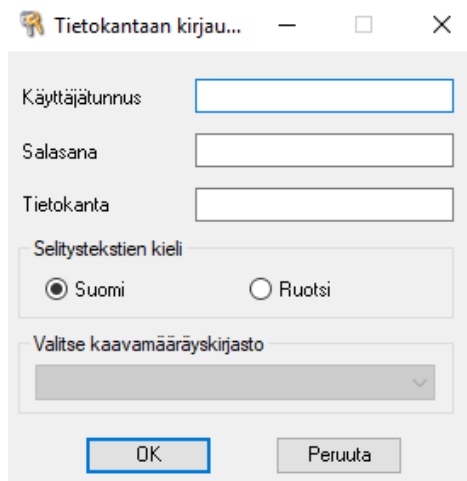 Tietokantaan kirjau...
Käyttäjätunnus
Salasana
Tietokanta
Selitystekstien kieli
Suomi Ruotsi
Valitse kaavamääräyskirjasto
OK Peruuta